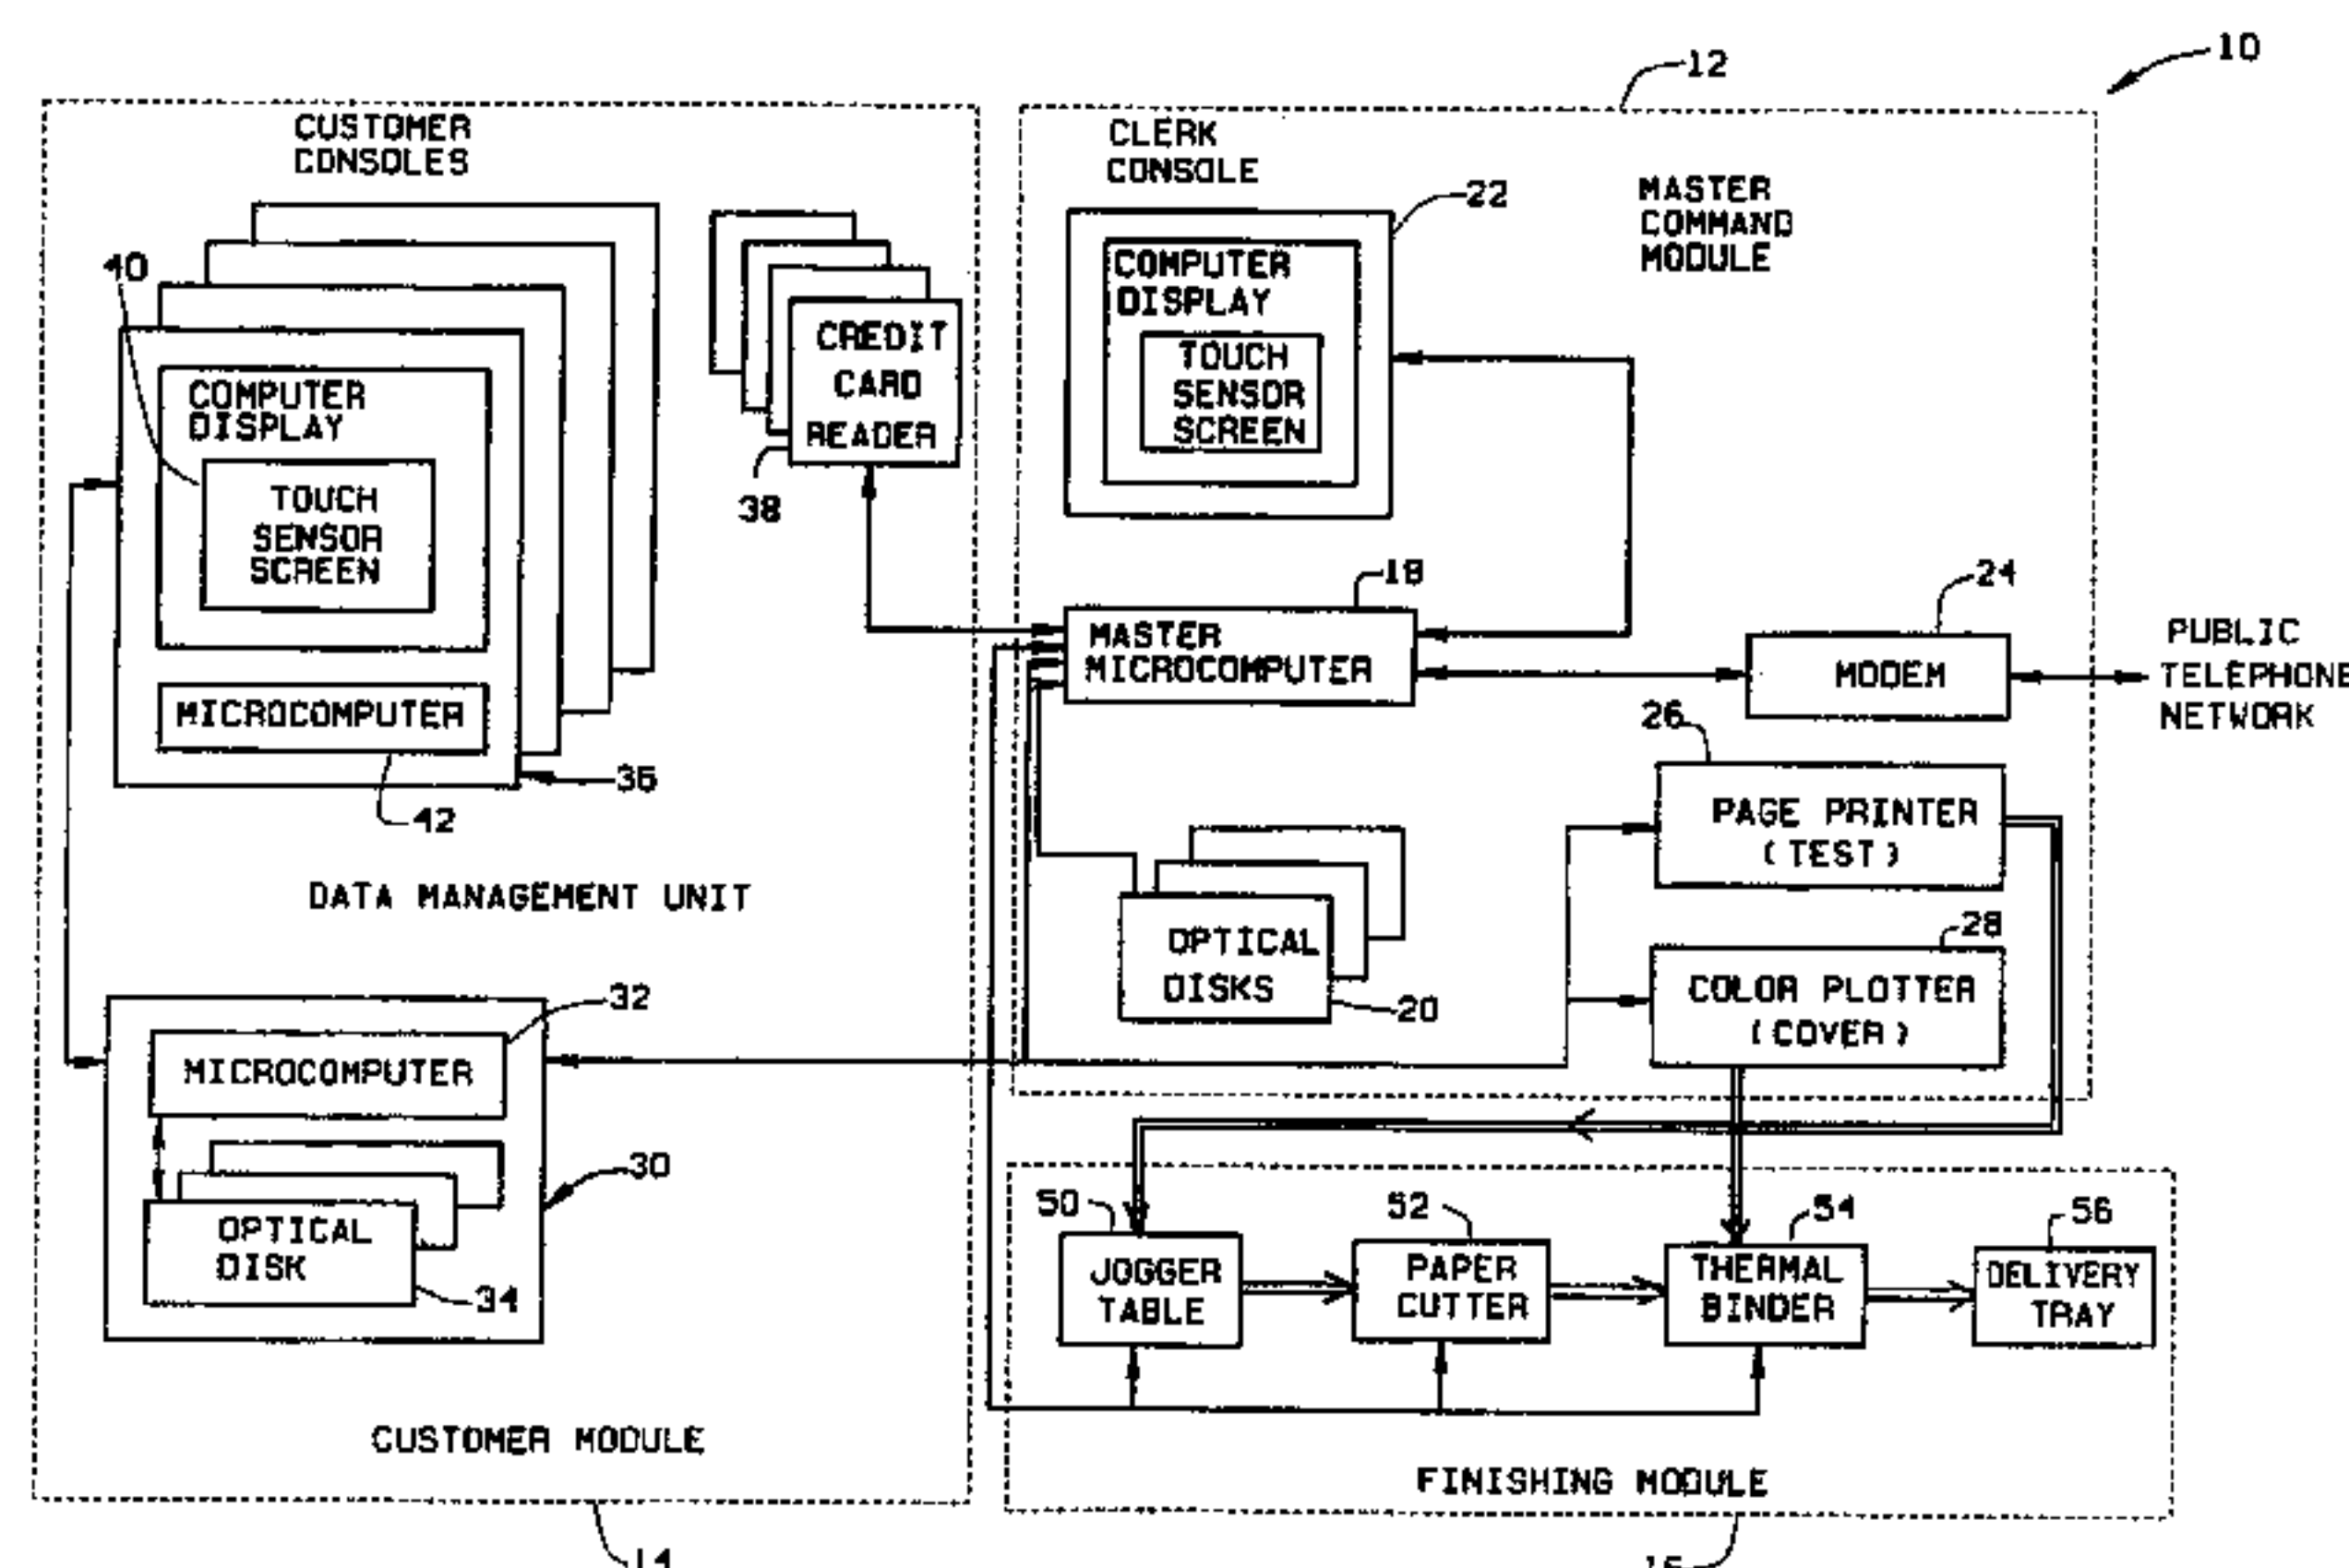 10
12
CUSTOMER
CONSOLES
CLERK
CONSOLE
22
MASTER
COMMAND
MODULE
40
COMPUTER
DISPLAY
TOUCH
SENSOR
SCREEN
MICROCOMPUTER
36
42
CREDIT
CARD
READER
38
COMPUTER
DISPLAY
TOUCH
SENSOR
SCREEN
18
MASTER
MICROCOMPUTER
24
MODEM
PUBLIC
TELEPHONE
NETWORK
26
PAGE PRINTER
(TEST)
28
COLOR PLOTTER
(COVER)
OPTICAL
DISKS
20
DATA MANAGEMENT UNIT
32
MICROCOMPUTER
30
OPTICAL
DISK
34
CUSTOMER MODULE
14
50
JOGGER
TABLE
52
PAPER
CUTTER
54
THERMAL
BINDER
56
DELIVERY
TRAY
FINISHING MODULE
16